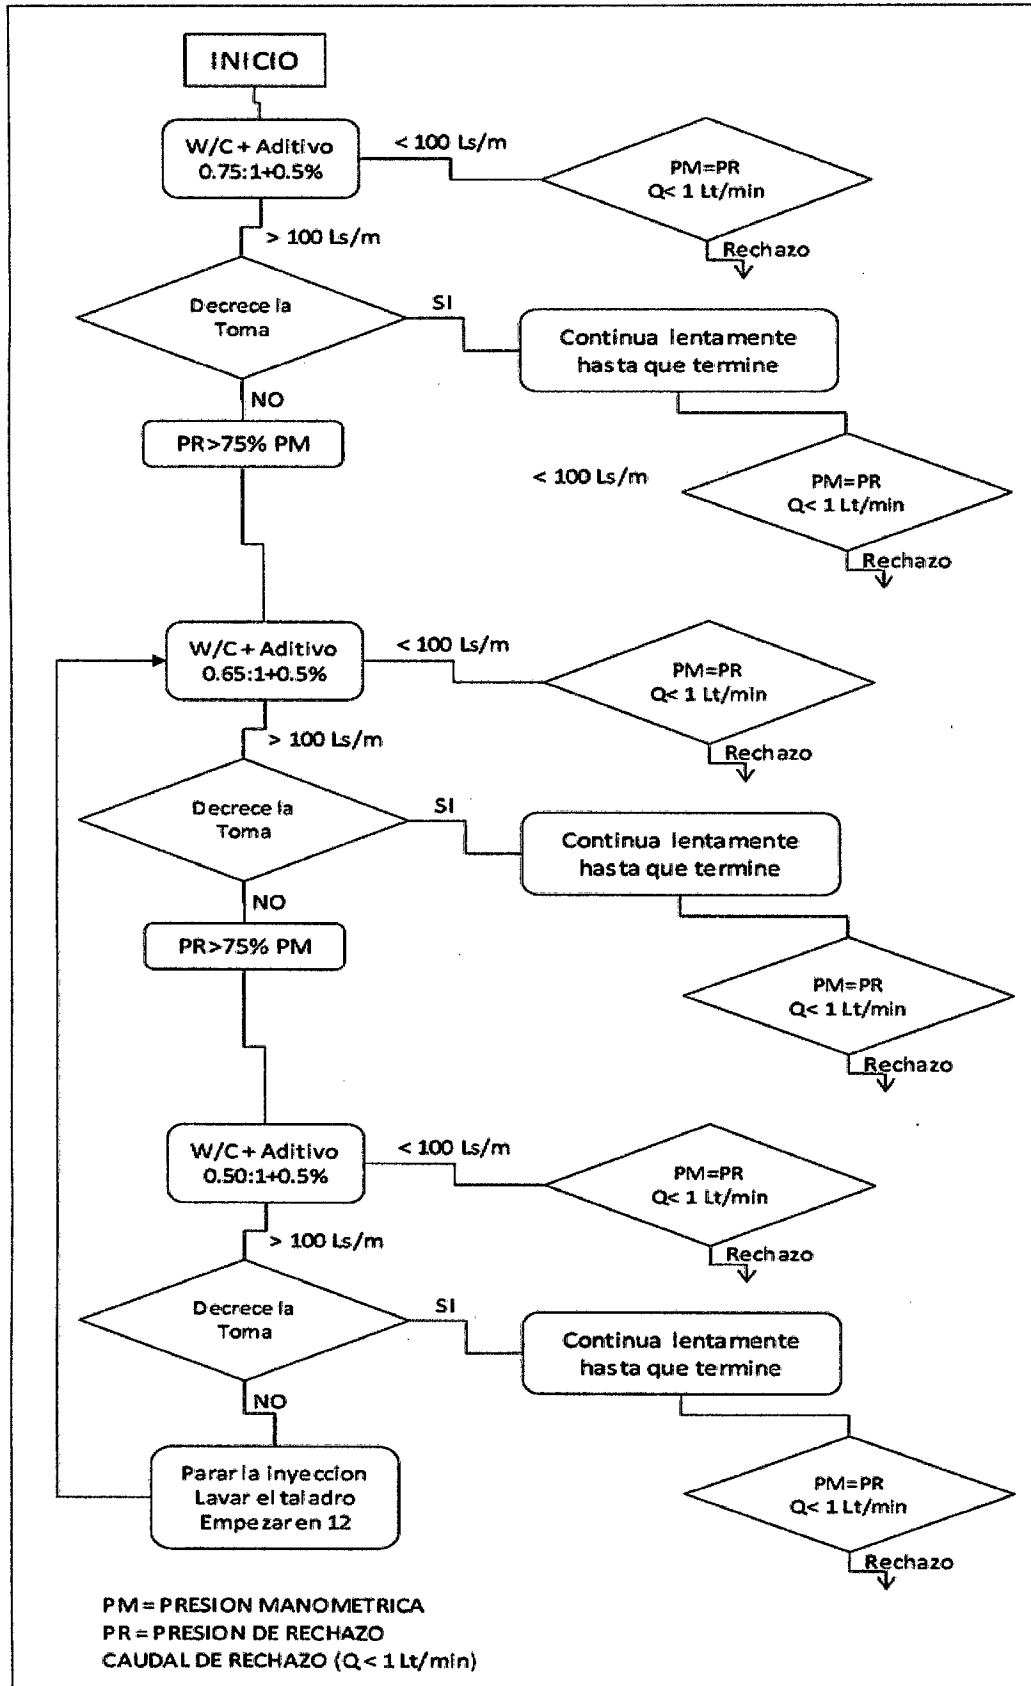 INICIO
W/C + Aditivo
0.75:1+0.5%
< 100 Ls/m
PM=PR
Q< 1 Lt/min
Rechazo
> 100 Ls/m
Decrece la
Toma
SI
Continua lentamente
hasta que termine
NO
PR>75% PM
< 100 Ls/m
PM=PR
Q< 1 Lt/min
Rechazo
W/C + Aditivo
0.65:1+0.5%
< 100 Ls/m
PM=PR
Q< 1 Lt/min
Rechazo
> 100 Ls/m
Decrece la
Toma
SI
Continua lentamente
hasta que termine
NO
PR>75% PM
PM=PR
Q< 1 Lt/min
Rechazo
W/C + Aditivo
0.50:1+0.5%
< 100 Ls/m
PM=PR
Q< 1 Lt/min
Rechazo
> 100 Ls/m
Decrece la
Toma
SI
Continua lentamente
hasta que termine
NO
Parar la inyeccion
Lavar el taladro
Empezar en 12
PM=PR
Q< 1 Lt/min
Rechazo
PM = PRESION MANOMETRICA
PR = PRESION DE RECHAZO
CAUDAL DE RECHAZO (Q < 1 Lt/min)